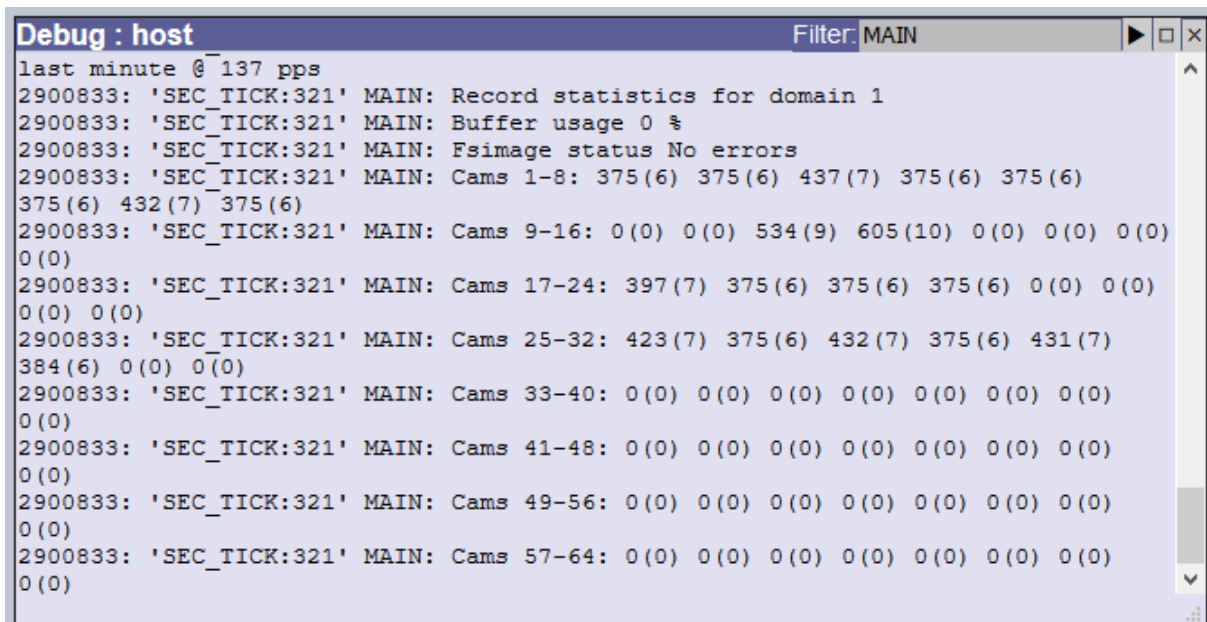 Debug : host Filter: MAIN
last minute @ 137 pps
2900833: 'SEC_TICK:321' MAIN: Record statistics for domain 1
2900833: 'SEC_TICK:321' MAIN: Buffer usage 0 %
2900833: 'SEC_TICK:321' MAIN: Fsimage status No errors
2900833: 'SEC_TICK:321' MAIN: Cams 1-8: 375(6) 375(6) 437(7) 375(6) 375(6)
375(6) 432(7) 375(6)
2900833: 'SEC_TICK:321' MAIN: Cams 9-16: 0(0) 0(0) 534(9) 605(10) 0(0) 0(0) 0(0)
0(0)
2900833: 'SEC_TICK:321' MAIN: Cams 17-24: 397(7) 375(6) 375(6) 375(6) 0(0) 0(0)
0(0) 0(0)
2900833: 'SEC_TICK:321' MAIN: Cams 25-32: 423(7) 375(6) 432(7) 375(6) 431(7)
384(6) 0(0) 0(0)
2900833: 'SEC_TICK:321' MAIN: Cams 33-40: 0(0) 0(0) 0(0) 0(0) 0(0) 0(0) 0(0)
0(0)
2900833: 'SEC_TICK:321' MAIN: Cams 41-48: 0(0) 0(0) 0(0) 0(0) 0(0) 0(0) 0(0)
0(0)
2900833: 'SEC_TICK:321' MAIN: Cams 49-56: 0(0) 0(0) 0(0) 0(0) 0(0) 0(0) 0(0)
0(0)
2900833: 'SEC_TICK:321' MAIN: Cams 57-64: 0(0) 0(0) 0(0) 0(0) 0(0) 0(0) 0(0)
0(0)